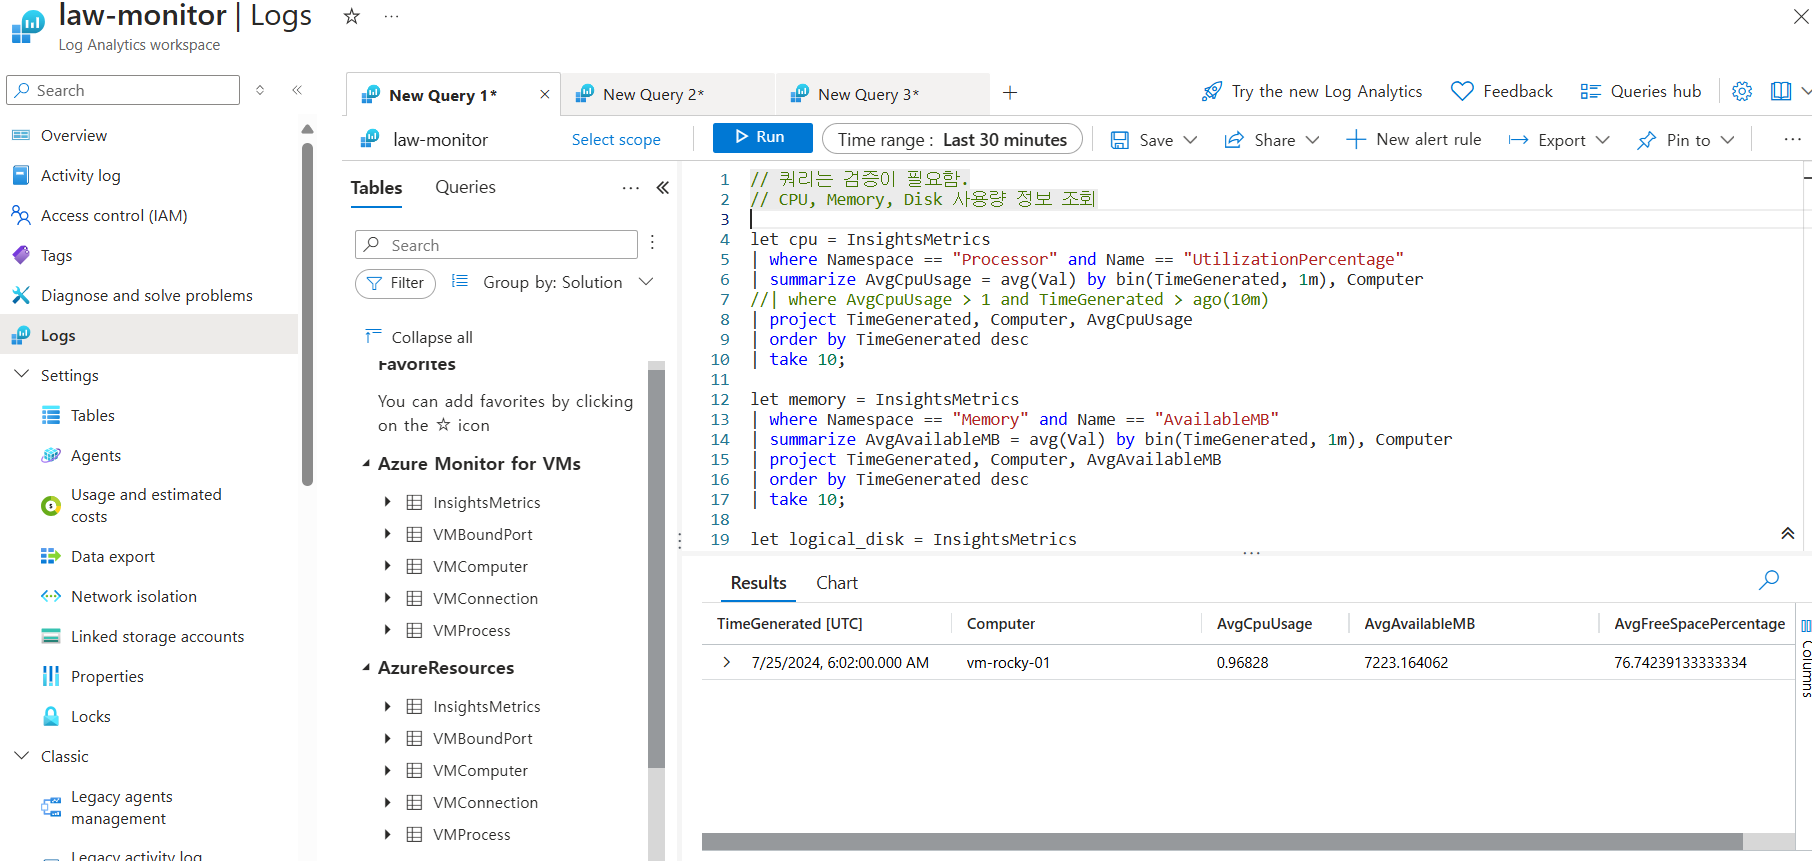 law-monitor | Logs
Log Analytics workspace
Search
Overview
Activity log
Access control (IAM)
Tags
Diagnose and solve problems
Logs
Settings
Tables
Agents
Usage and estimated
costs
Data export
Network isolation
Linked storage accounts
Properties
Locks
Classic
Legacy agents
management
Legacy activity log
New Query 1*
New Query 2*
New Query 3*
Try the new Log Analytics
Feedback
Queries hub
law-monitor
Select scope
Run
Time range : Last 30 minutes
Save
Share
New alert rule
Export
Pin to
Tables
Queries
Search
Filter
Group by: Solution
Collapse all
Favorites
You can add favorites by clicking
on the ☆ icon
Azure Monitor for VMs
InsightsMetrics
VMBoundPort
VMComputer
VMConnection
VMProcess
AzureResources
InsightsMetrics
VMBoundPort
VMComputer
VMConnection
VMProcess
1 // 쿼리는 검증이 필요함.
2 // CPU, Memory, Disk 사용량 정보 조회
3
4 let cpu = InsightsMetrics
5 | where Namespace == "Processor" and Name == "UtilizationPercentage"
6 | summarize AvgCpuUsage = avg(Val) by bin(TimeGenerated, 1m), Computer
7 //| where AvgCpuUsage > 1 and TimeGenerated > ago(10m)
8 | project TimeGenerated, Computer, AvgCpuUsage
9 | order by TimeGenerated desc
10 | take 10;
11
12 let memory = InsightsMetrics
13 | where Namespace == "Memory" and Name == "AvailableMB"
14 | summarize AvgAvailableMB = avg(Val) by bin(TimeGenerated, 1m), Computer
15 | project TimeGenerated, Computer, AvgAvailableMB
16 | order by TimeGenerated desc
17 | take 10;
18
19 let logical_disk = InsightsMetrics
Results
Chart
TimeGenerated [UTC] Computer AvgCpuUsage AvgAvailableMB AvgFreeSpacePercentage
7/25/2024, 6:02:00.000 AM vm-rocky-01 0.96828 7223.164062 76.74239133333334
Columns